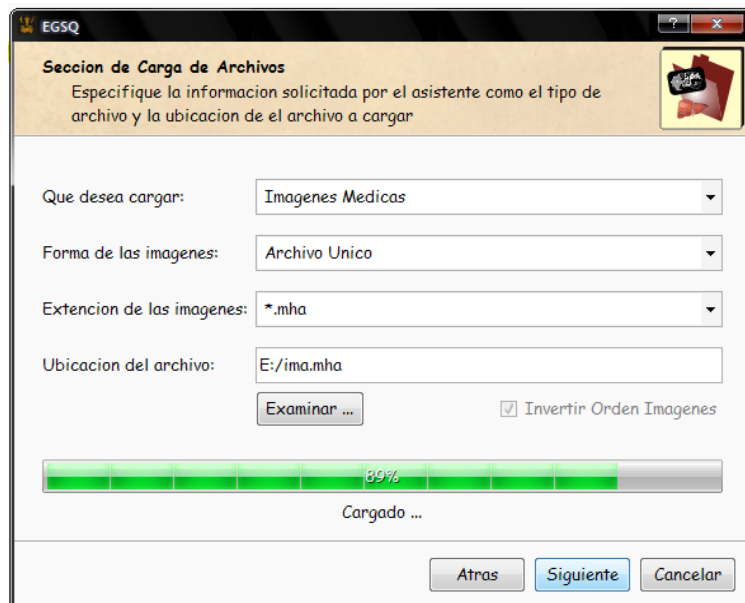 EGSQ
Seccion de Carga de Archivos
Especifique la informacion solicitada por el asistente como el tipo de
archivo y la ubicacion de el archivo a cargar
Que desea cargar: Imagenes Medicas
Forma de las imagenes: Archivo Unico
Extencion de las imagenes: *.mha
Ubicacion del archivo: E:/ima.mha
Examinar ... Invertir Orden Imagenes
89%
Cargado ...
Atras Siguiente Cancelar